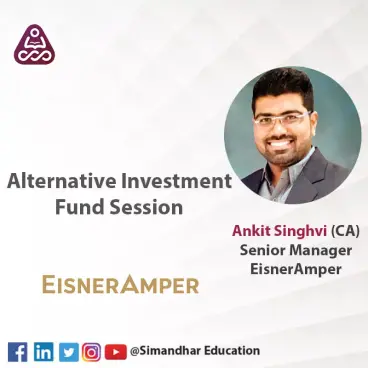 Alternative Investment
Fund Session
Ankit Singhvi (CA)
Senior Manager
EisnerAmper
EISNERAMPER
@Simandhar Education